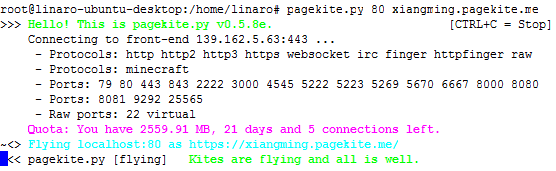 root@linaro-ubuntu-desktop:/home/linaro# pagekite.py 80 xiangming.pagekite.me
>>> Hello! This is pagekite.py v0.5.8e. [CTRL+C = Stop]
Connecting to front-end 139.162.5.63:443 ...
- Protocols: http http2 http3 https websocket irc finger httpfinger raw
- Protocols: minecraft
- Ports: 79 80 443 843 2222 3000 4545 5222 5223 5269 5670 6667 8000 8080
- Ports: 8081 9292 25565
- Raw ports: 22 virtual
Quota: You have 2559.91 MB, 21 days and 5 connections left.
~<> Flying localhost:80 as https://xiangming.pagekite.me/
<< pagekite.py [flying] Kites are flying and all is well.